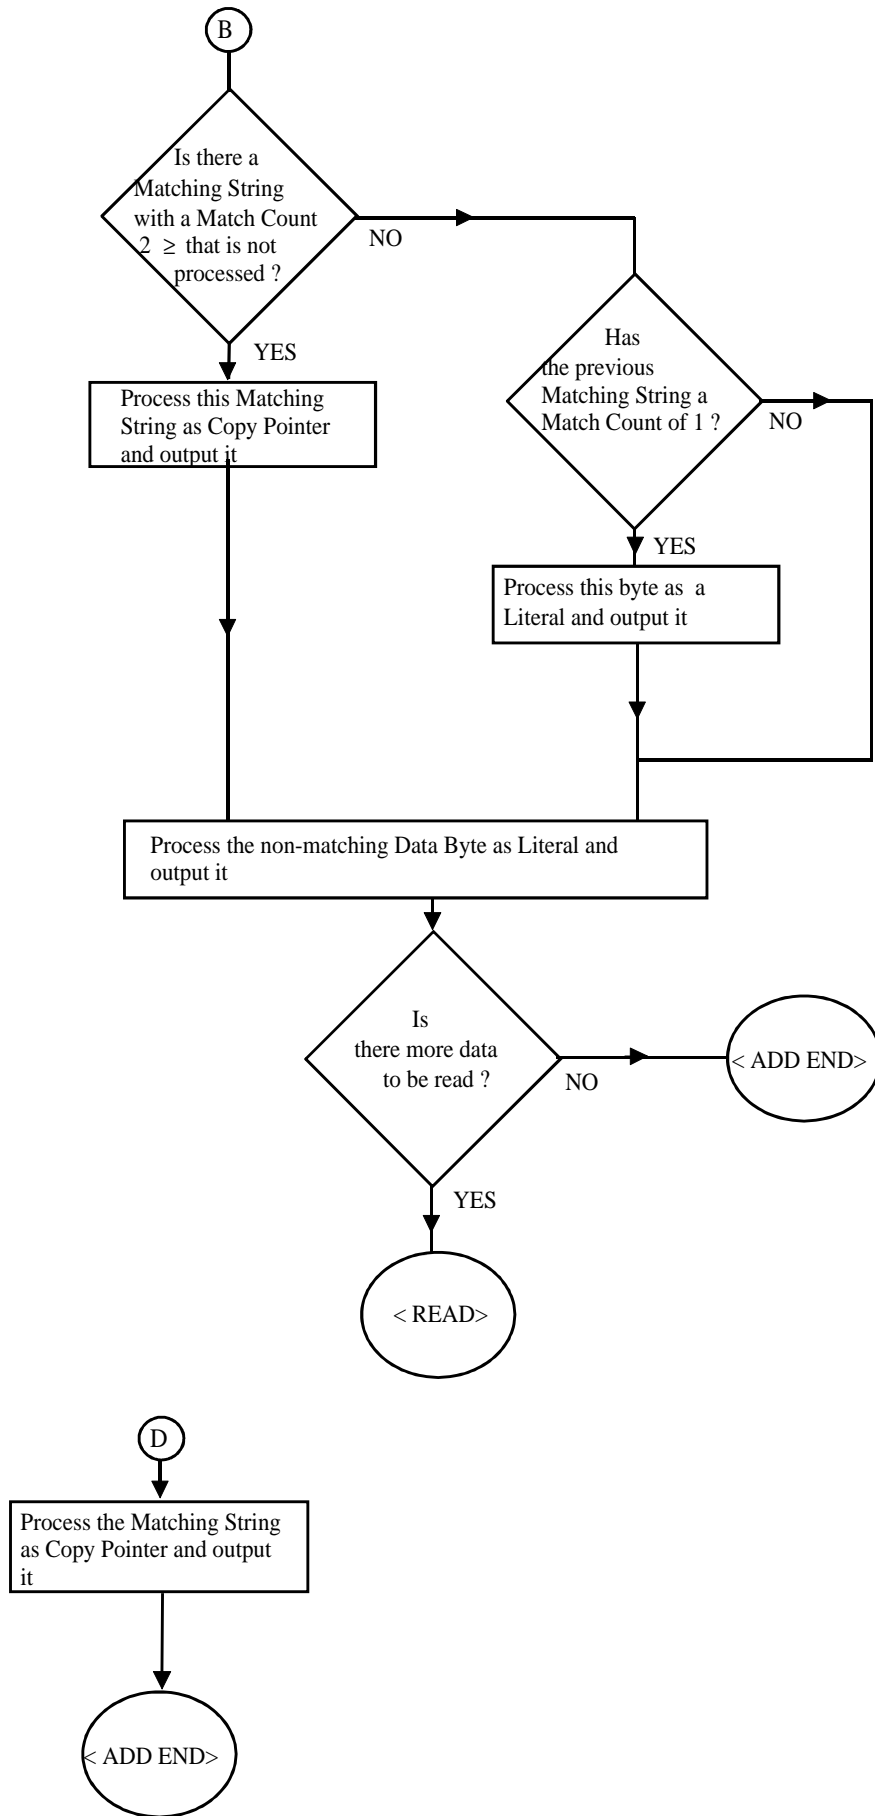 B
Is there a
Matching String
with a Match Count
2 ≥ that is not
processed ?
NO
YES
Has
the previous
Matching String a
Match Count of 1 ?
NO
Process this Matching
String as Copy Pointer
and output it
YES
Process this byte as a
Literal and output it
Process the non-matching Data Byte as Literal and
output it
Is
there more data
to be read ?
NO
< ADD END>
YES
< READ>
D
Process the Matching String
as Copy Pointer and output
it
< ADD END>